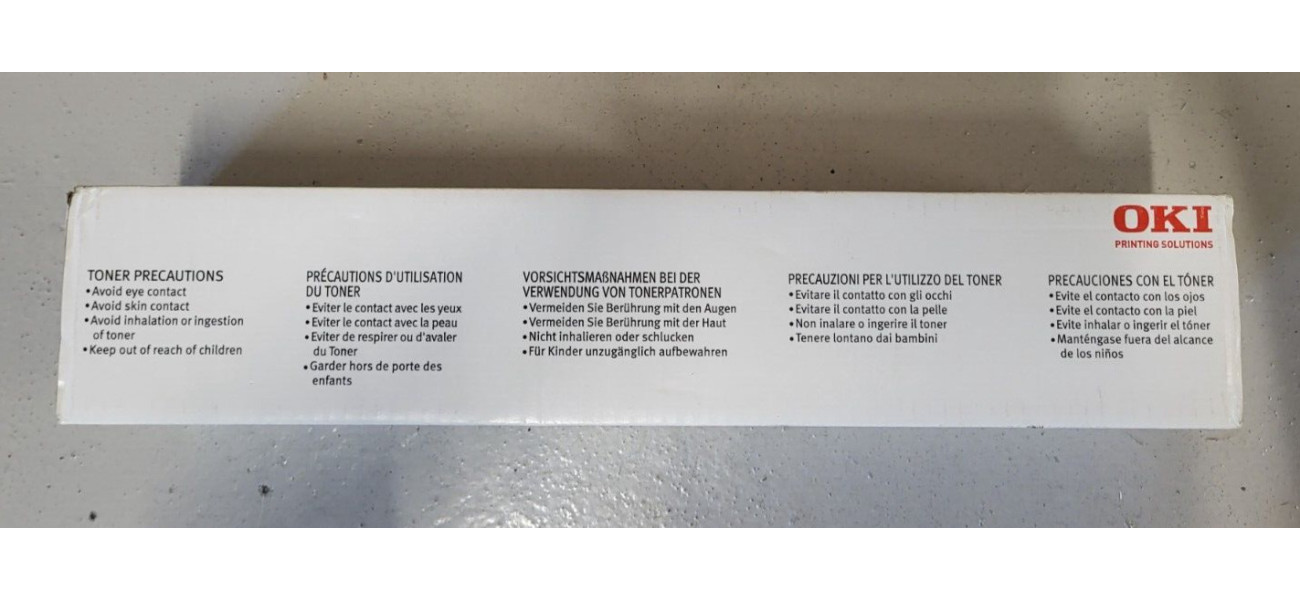 OKI
PRINTING SOLUTIONS
TONER PRECAUTIONS
•Avoid eye contact
•Avoid skin contact
•Avoid inhalation or ingestion
of toner
•Keep out of reach of children
PRÉCAUTIONS D'UTILISATION
DU TONER
•Eviter le contact avec les yeux
•Eviter le contact avec la peau
•Eviter de respirer ou d'avaler
du Toner
•Garder hors de porte des
enfants
VORSICHTSMAßNAHMEN BEI DER
VERWENDUNG VON TONERPATRONEN
•Vermeiden Sie Berührung mit den Augen
•Vermeiden Sie Berührung mit der Haut
•Nicht inhalieren oder schlucken
•Für Kinder unzugänglich aufbewahren
PRECAUZIONI PER L'UTILIZZO DEL TONER
•Evitare il contatto con gli occhi
•Evitare il contatto con la pelle
•Non inalare o ingerire il toner
•Tenere lontano dai bambini
PRECAUCIONES CON EL TÓNER
•Evite el contacto con los ojos
•Evite el contacto con la piel
•Evite inhalar o ingerir el tóner
•Manténgase fuera del alcance
de los niños